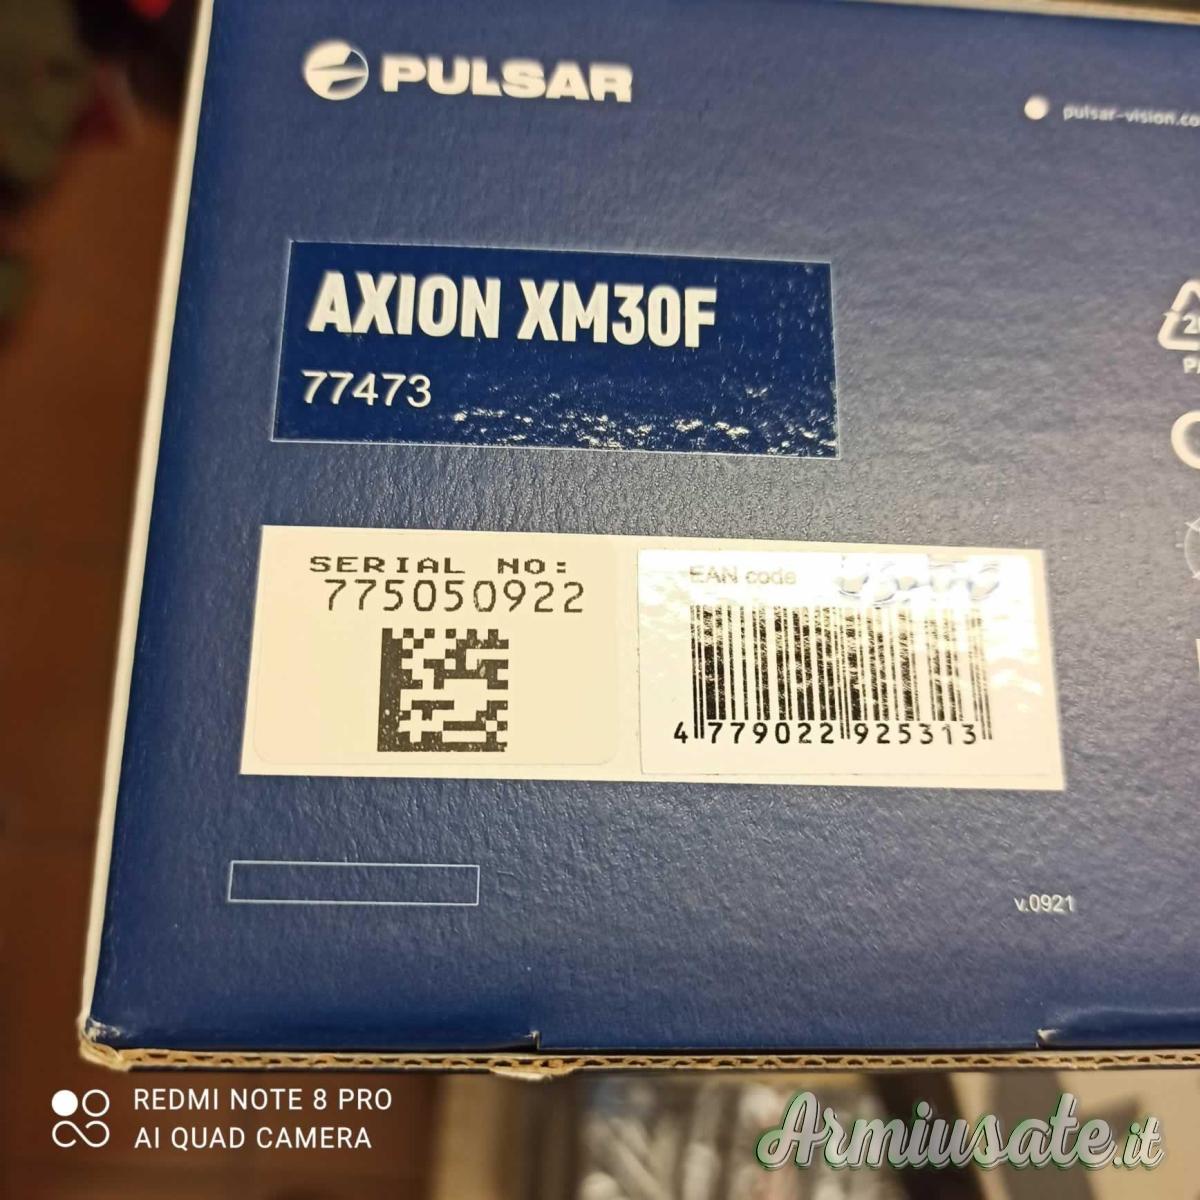 PULSAR
pulsar-vision.co
AXION XM30F
77473
SERIAL NO:
775050922
EAN code
4 779022 925313
v.0921
REDMI NOTE 8 PRO
AI QUAD CAMERA
Armiusate.it